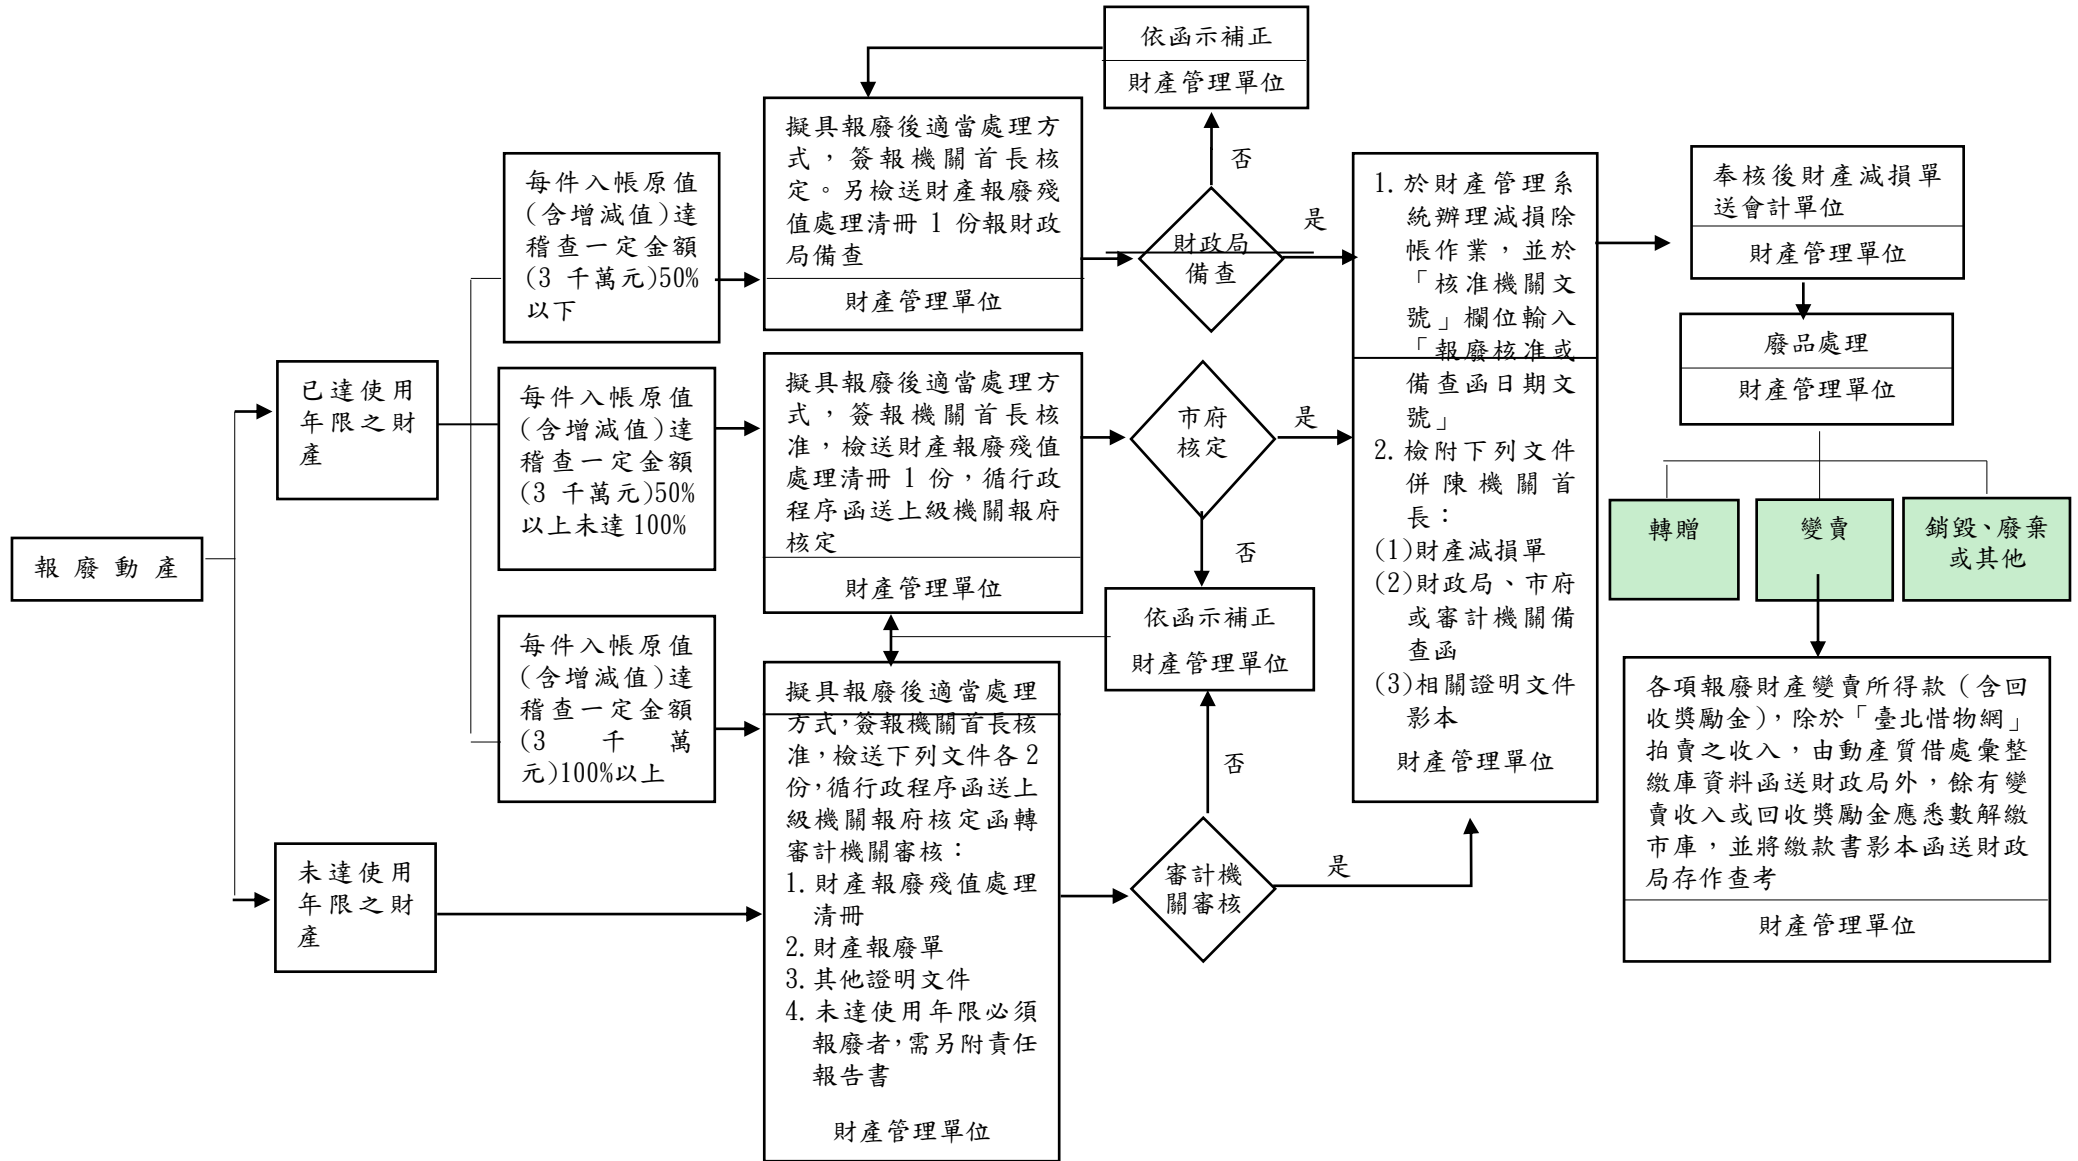 報廢動產
已達使用
年限之財
產
未達使用
年限之財
產
每件入帳原值
(含增減值)達
稽查一定金額
(3 千萬元)50%
以下
每件入帳原值
(含增減值)達
稽查一定金額
(3 千萬元)50%
以上未達 100%
每件入帳原值
(含增減值)達
稽查一定金額
(3 千萬
元)100%以上
擬具報廢後適當處理方
式，簽報機關首長核
定。另檢送財產報廢殘
值處理清冊 1 份報財政
局備查
財產管理單位
擬具報廢後適當處理方
式，簽報機關首長核
准，檢送財產報廢殘值
處理清冊 1 份，循行政
程序函送上級機關報府
核定
財產管理單位
擬具報廢後適當處理
方式，簽報機關首長核
准，檢送下列文件各 2
份，循行政程序函送上
級機關報府核定函轉
審計機關審核：
1. 財產報廢殘值處理
清冊
2. 財產報廢單
3. 其他證明文件
4. 未達使用年限必須
報廢者，需另附責任
報告書
財產管理單位
依函示補正
財產管理單位
否
財政局
備查
是
市府
核定
是
否
依函示補正
財產管理單位
否
審計機
關審核
是
1. 於財產管理系
統辦理減損除
帳作業，並於
「核准機關文
號」欄位輸入
「報廢核准或
備查函日期文
號」
2. 檢附下列文件
併陳機關首
長：
(1)財產減損單
(2)財政局、市府
或審計機關備
查函
(3)相關證明文件
影本
財產管理單位
奉核後財產減損單
送會計單位
財產管理單位
廢品處理
財產管理單位
轉贈
變賣
銷毀、廢棄
或其他
各項報廢財產變賣所得款（含回
收獎勵金），除於「臺北惜物網」
拍賣之收入，由動產質借處彙整
繳庫資料函送財政局外，餘有變
賣收入或回收獎勵金應悉數解繳
市庫，並將繳款書影本函送財政
局存作查考
財產管理單位